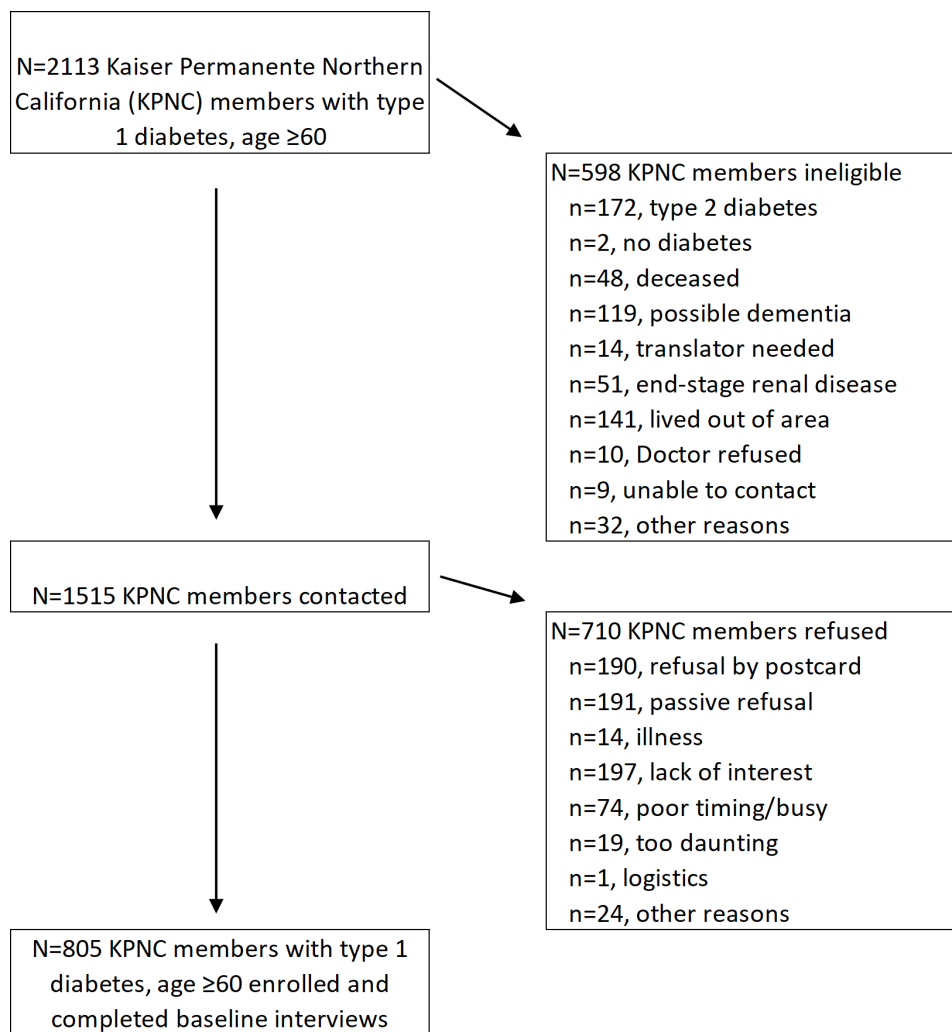 N=2113 Kaiser Permanente Northern
California (KPNC) members with type
1 diabetes, age ≥60
N=598 KPNC members ineligible
n=172, type 2 diabetes
n=2, no diabetes
n=48, deceased
n=119, possible dementia
n=14, translator needed
n=51, end-stage renal disease
n=141, lived out of area
n=10, Doctor refused
n=9, unable to contact
n=32, other reasons
N=1515 KPNC members contacted
N=710 KPNC members refused
n=190, refusal by postcard
n=191, passive refusal
n=14, illness
n=197, lack of interest
n=74, poor timing/busy
n=19, too daunting
n=1, logistics
n=24, other reasons
N=805 KPNC members with type 1
diabetes, age ≥60 enrolled and
completed baseline interviews